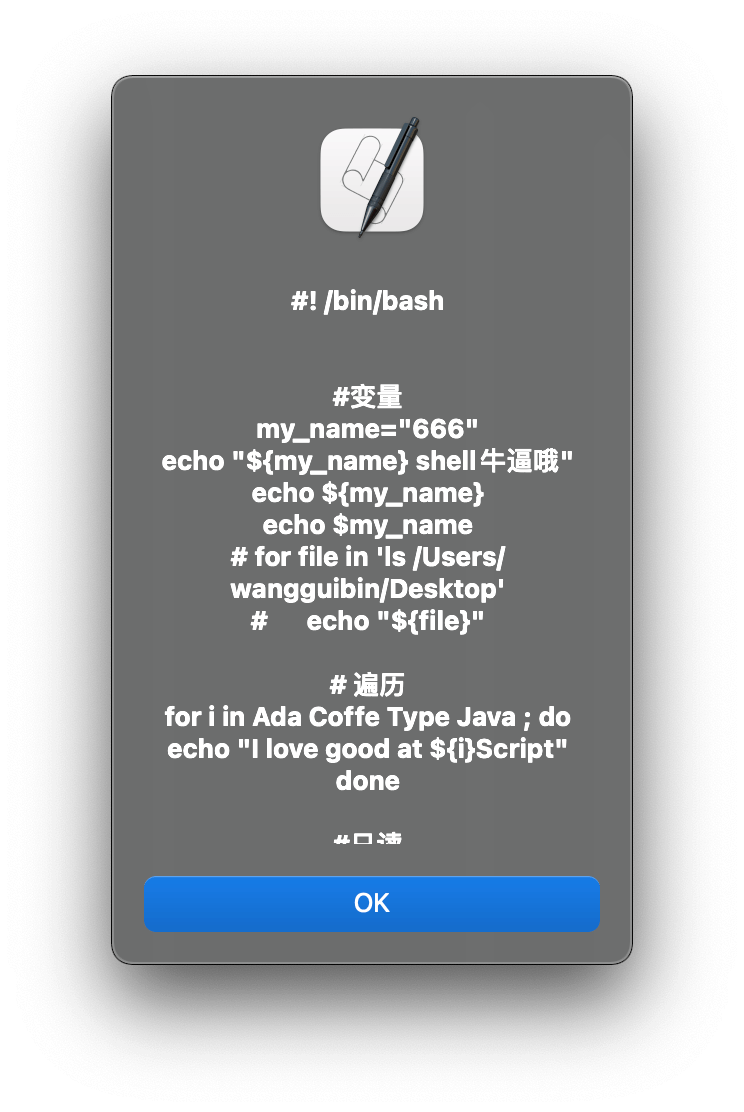 #! /bin/bash
#变量
my_name="666"
echo "${my_name} shell牛逼哦"
echo ${my_name}
echo $my_name
# for file in 'ls /Users/
wangguibin/Desktop'
#     echo "${file}"
# 遍历
for i in Ada Coffe Type Java ; do
echo "I love good at ${i}Script"
done
OK